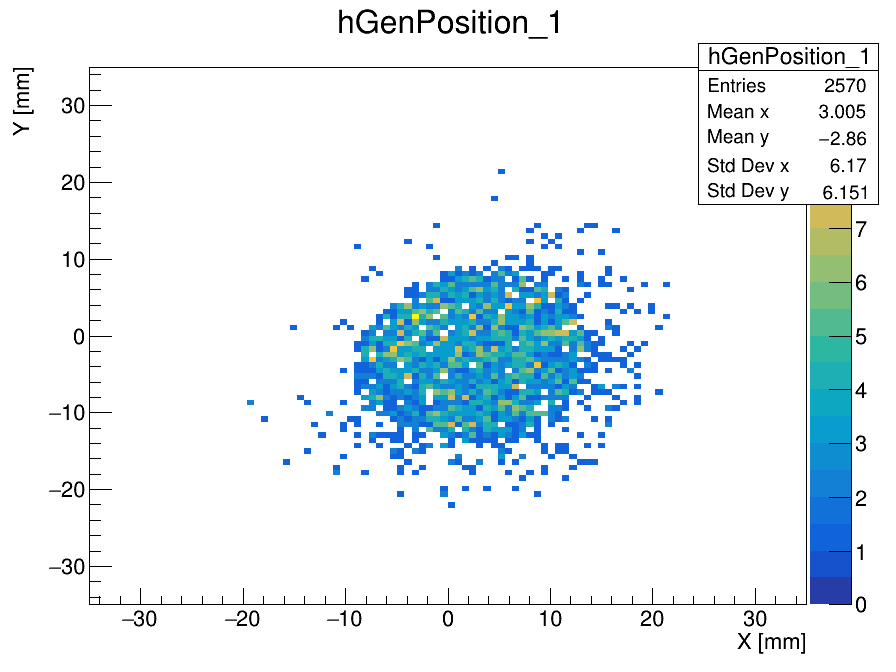 hGenPosition_1
hGenPosition_1
Entries 2570
Mean x 3.005
Mean y −2.86
Std Dev x 6.17
Std Dev y 6.151
Y [mm]
30
20
10
0
−10
−20
−30
−30 −20 −10 0 10 20 30
X [mm]
7
6
5
4
3
2
1
0